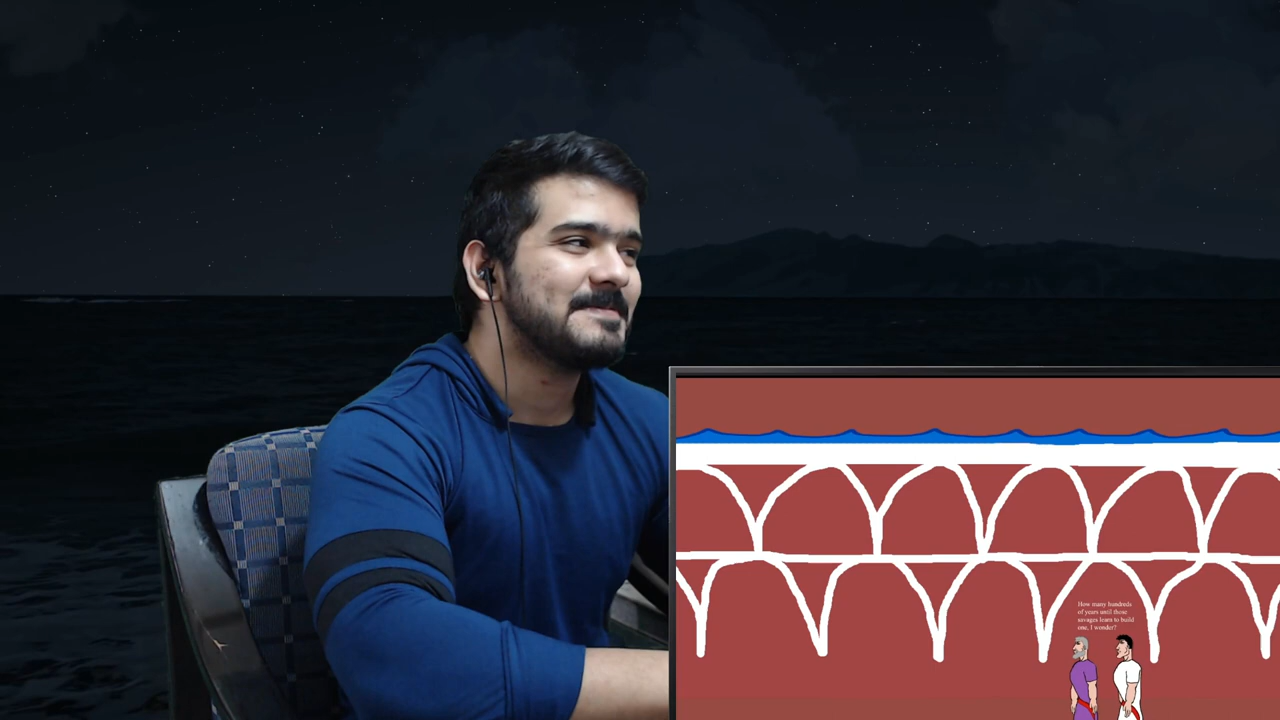 How many hundreds
of years until those
savages learn to build
one, I wonder?